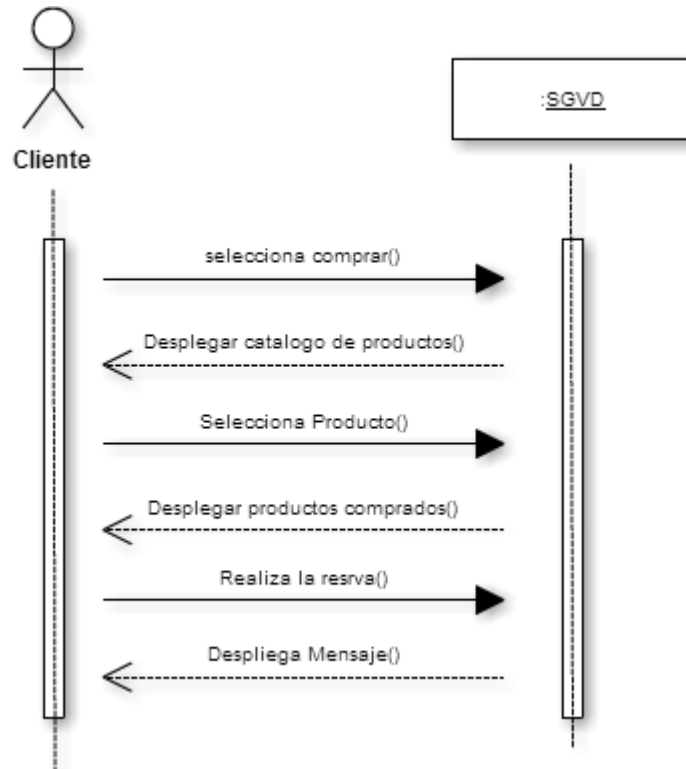 :SGVD
Cliente
selecciona comprar()
Desplegar catalogo de productos()
Selecciona Producto()
Desplegar productos comprados()
Realiza la resrva()
Despliega Mensaje()